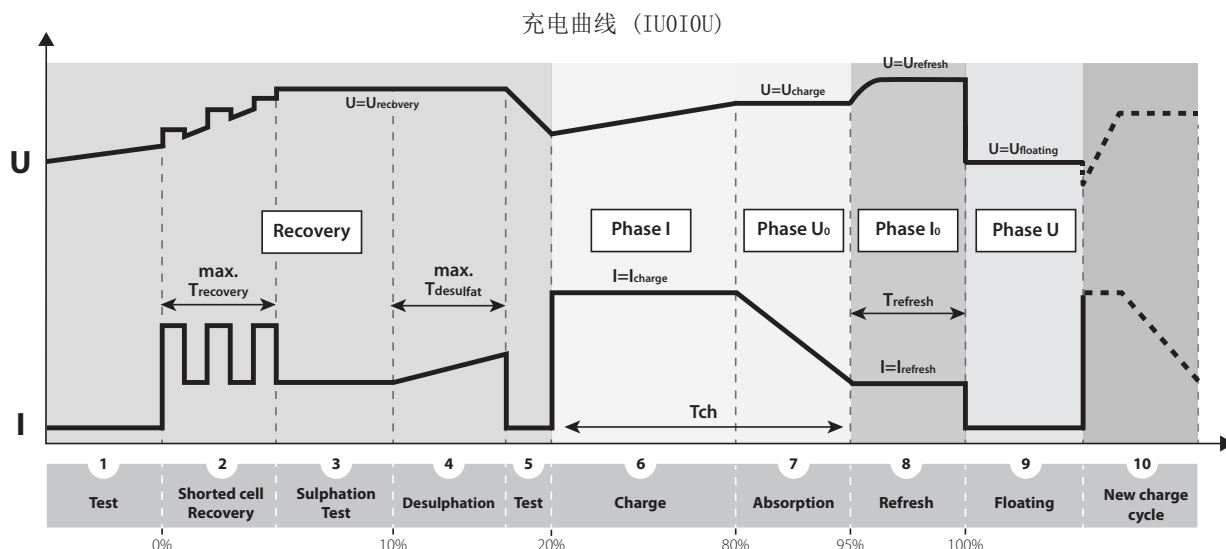 充电曲线 (IU0I0U)
U=Urefresh
U=Ucharge
U=Urecovery
U=Ufloating
U
Recovery
Phase I
Phase U0
Phase I0
Phase U
max.
Trecovery
max.
Tdesulfat
I=Icharge
Trefresh
I=Irefresh
Tch
I
1
2
3
4
5
6
7
8
9
10
Test
Shorted cell
Recovery
Sulphation
Test
Desulphation
Test
Charge
Absorption
Refresh
Floating
New charge
cycle
0%
10%
20%
80%
95%
100%